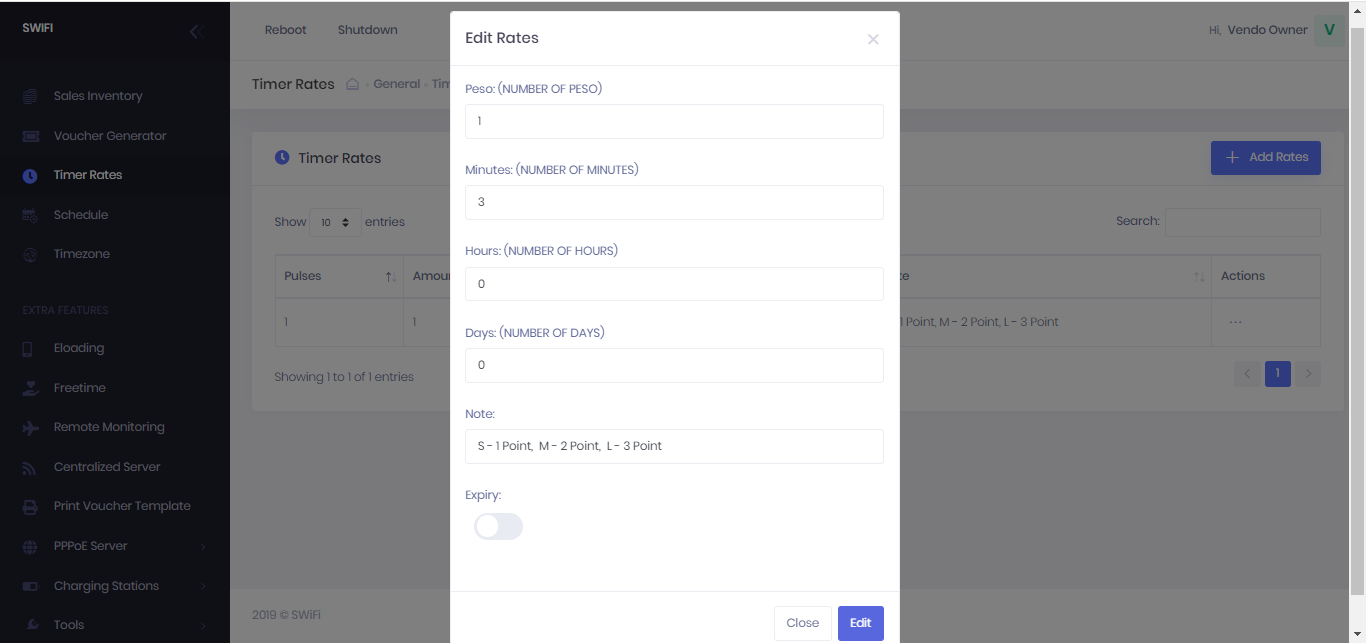 SWIFI
Sales Inventory
Voucher Generator
Timer Rates
Schedule
Timezone
EXTRA FEATURES
Eloading
Freetime
Remote Monitoring
Centralized Server
Print Voucher Template
PPPoE Server
Charging Stations
Tools
Reboot Shutdown
Hi, Vendo Owner V
Timer Rates General
Timer Rates
+ Add Rates
Show 10 entries
Search:
Pulses
Actions
1 1 1 Point, M - 2 Point, L - 3 Point ...
Showing 1 to 1 of 1 entries
< 1 >
2019 © SWiFi
Edit Rates ×
Peso: (NUMBER OF PESO)
1
Minutes: (NUMBER OF MINUTES)
3
Hours: (NUMBER OF HOURS)
0
Days: (NUMBER OF DAYS)
0
Note:
S - 1 Point, M - 2 Point, L - 3 Point
Expiry:
Close Edit